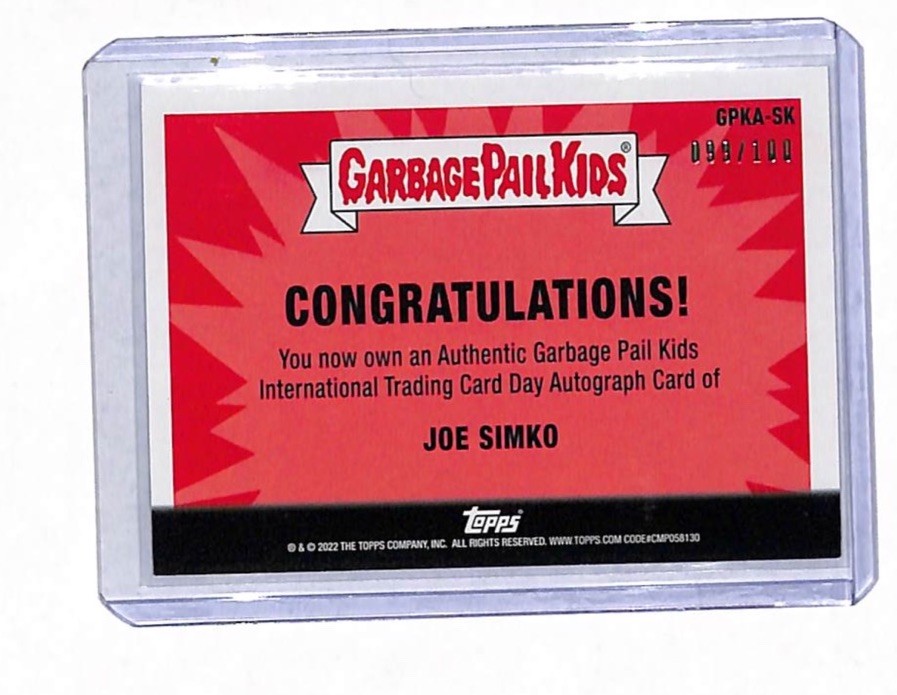 GPKA-SK
099/100
GARBAGE PAIL KIDS®
CONGRATULATIONS!
You now own an Authentic Garbage Pail Kids
International Trading Card Day Autograph Card of
JOE SIMKO
topps®
® & © 2022 THE TOPPS COMPANY, INC. ALL RIGHTS RESERVED. WWW.TOPPS.COM CODE#CMP058130